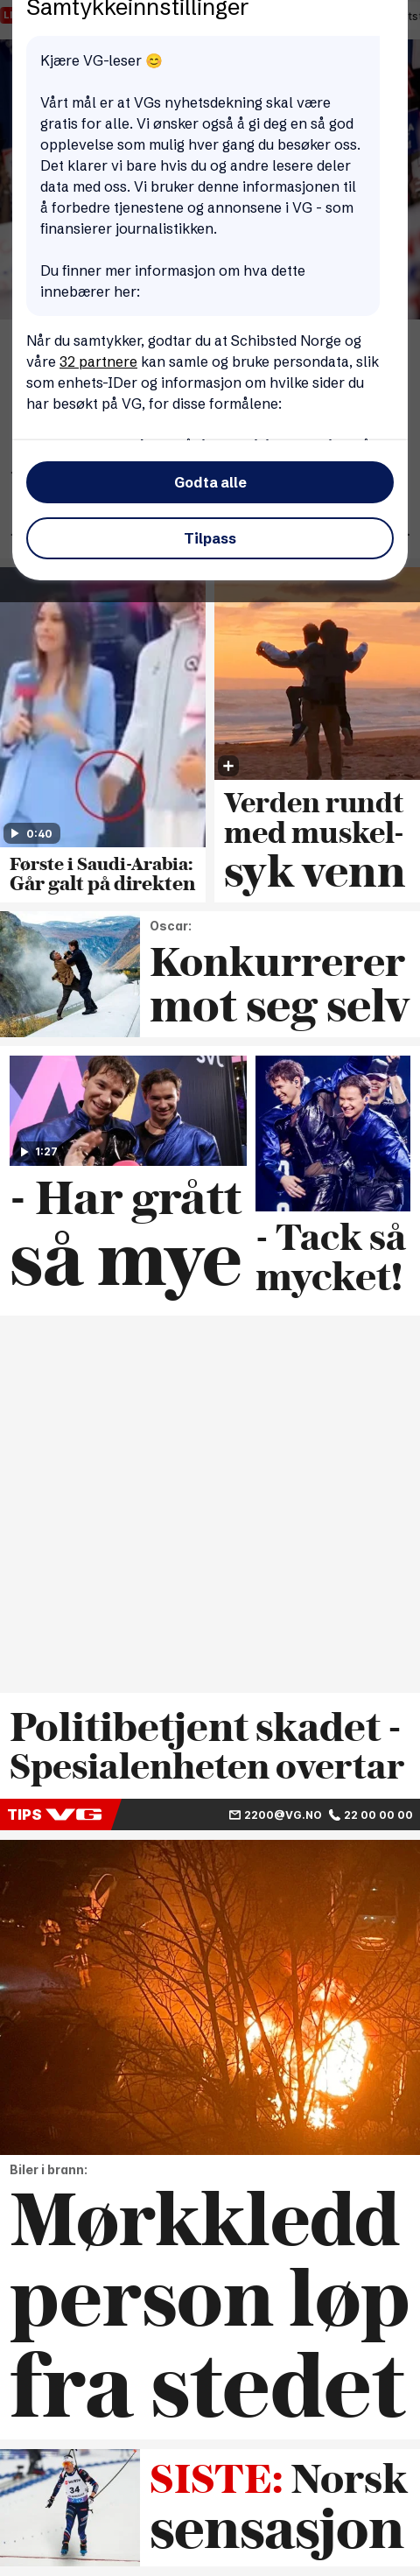 Samtykkeinnstillinger
Kjære VG-leser 😊
Vårt mål er at VGs nyhetsdekning skal være
gratis for alle. Vi ønsker også å gi deg en så god
opplevelse som mulig hver gang du besøker oss.
Det klarer vi bare hvis du og andre lesere deler
data med oss. Vi bruker denne informasjonen til
å forbedre tjenestene og annonsene i VG - som
finansierer journalistikken.
Du finner mer informasjon om hva dette
innebærer her:
Når du samtykker, godtar du at Schibsted Norge og
våre 32 partnere kan samle og bruke persondata, slik
som enhets-IDer og informasjon om hvilke sider du
har besøkt på VG, for disse formålene:
Godta alle
Tilpass
0:40
Første i Saudi-Arabia:
Går galt på direkten
Verden rundt
med muskel-
syk venn
Oscar:
Konkurrerer
mot seg selv
svt
1:27
- Har grått
så mye
- Tack så
mycket!
Politibetjent skadet -
Spesialenheten overtar
TIPS VG
2200@VG.NO 22 00 00 00
Biler i brann:
Mørkkledd
person løp
fra stedet
34
SISTE: Norsk
sensasjon